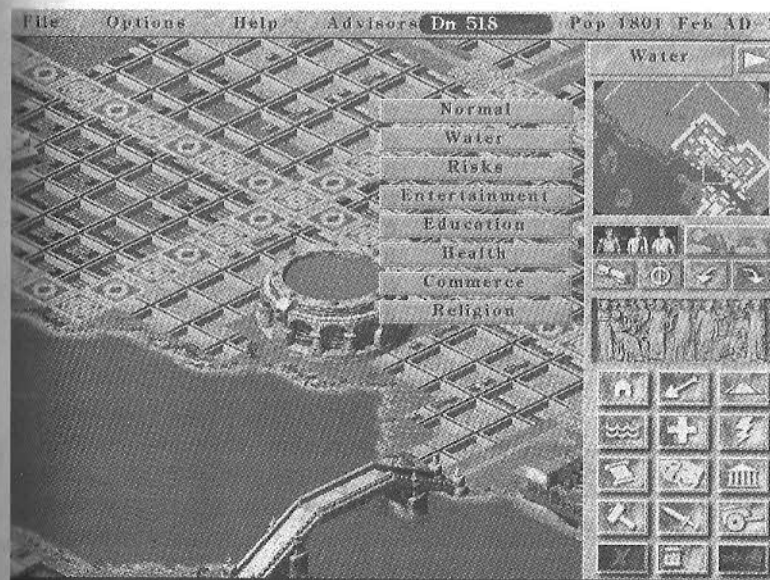 File Options Help Advisors Dn 518 Pop 1801 Feb AD
Water
Normal
Water
Risks
Entertainment
Education
Health
Commerce
Religion